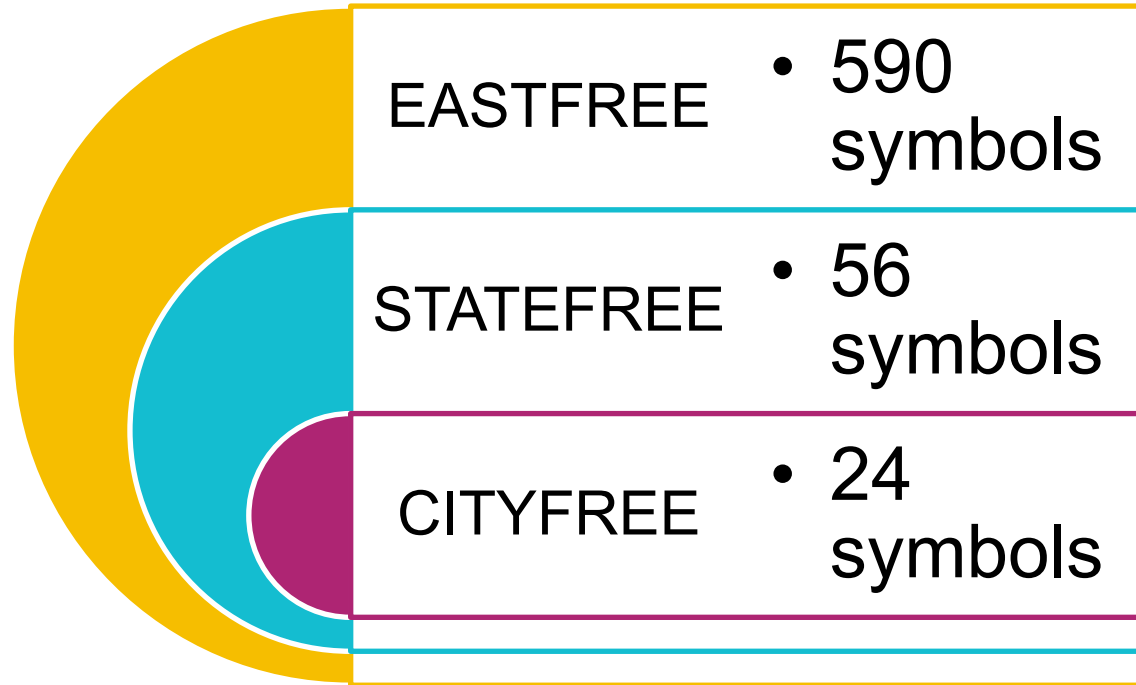 EASTFREE
• 590
symbols
STATEFREE
• 56
symbols
CITYFREE
• 24
symbols